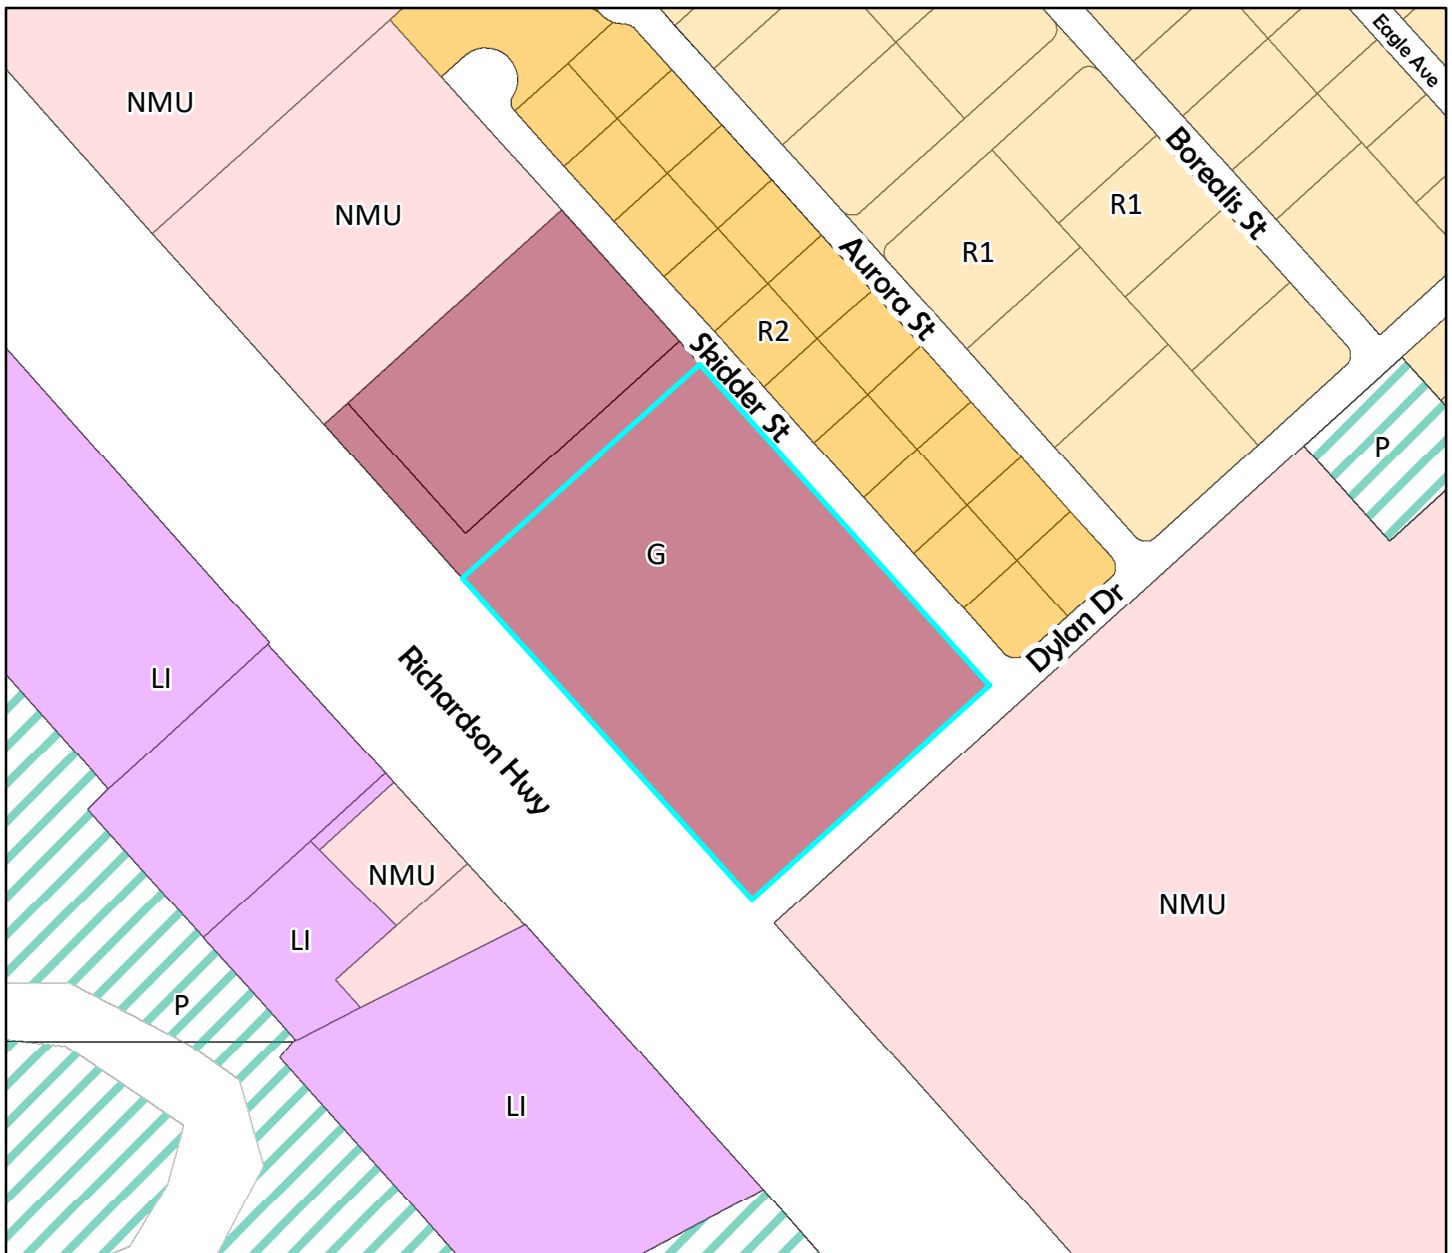 Eagle Ave
NMU
Borealis St
R1
NMU
R1
Aurora St
R2
Skidder St
P
G
Dylan Dr
LI
Richardson Hwy
NMU
NMU
LI
P
LI